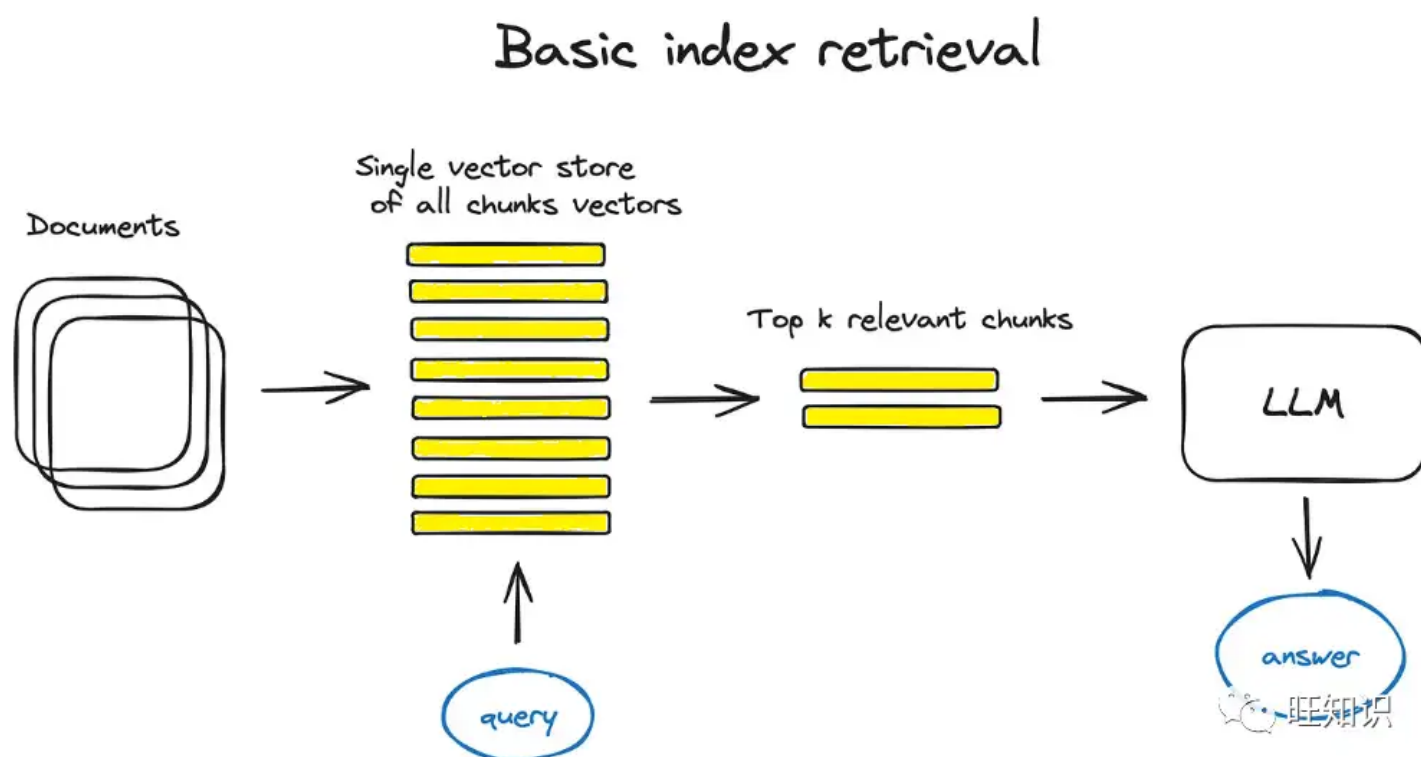 Basic index retrieval
Single vector store
of all chunks vectors
Documents
Top k relevant chunks
LLM
answer
query
旺知识